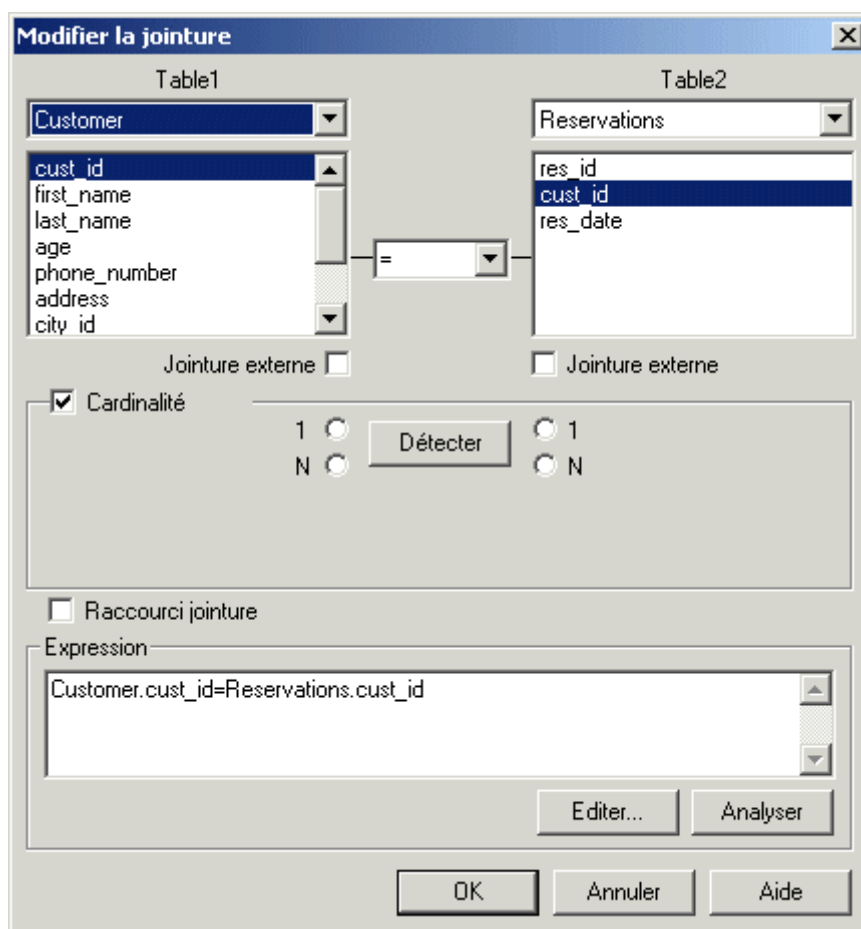 Modifier la jointure
Table1 Table2
Customer Reservations
cust_id res_id
first_name cust_id
last_name res_date
age
=
phone_number
address
city_id
Jointure externe Jointure externe
Cardinalité
1 Détecter 1
N N
Raccourci jointure
Expression
Customer.cust_id=Reservations.cust_id
Editer... Analyser
OK Annuler Aide